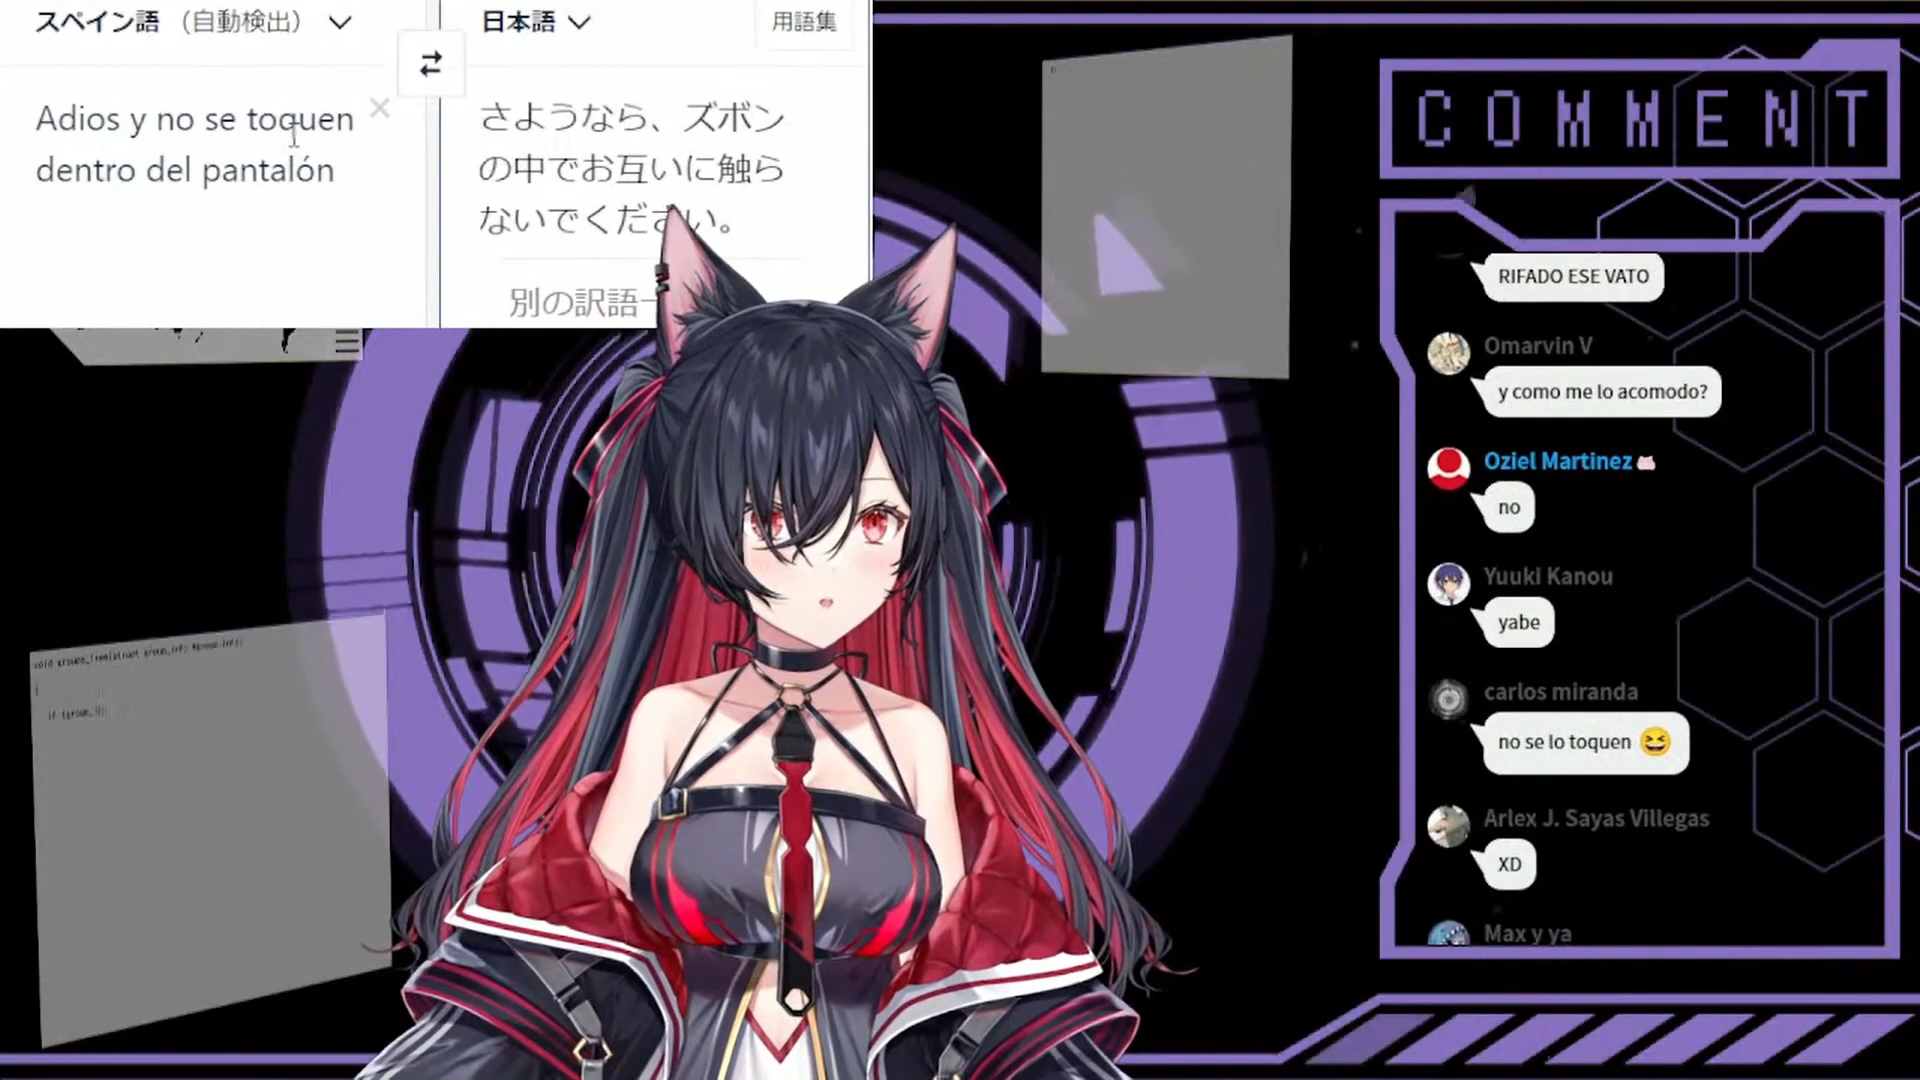 スペイン語 (自動検出)
日本語
用語集
Adios y no se toquen
dentro del pantalón
さようなら、ズボン
の中でお互いに触ら
ないでください。
別の訳語
COMMENT
RIFADO ESE VATO
Omarvin V
y como me lo acomodo?
Oziel Martinez
no
Yuuki Kanou
yabe
carlos miranda
no se lo toquen 😆
Arlex J. Sayas Villegas
XD
Max y ya